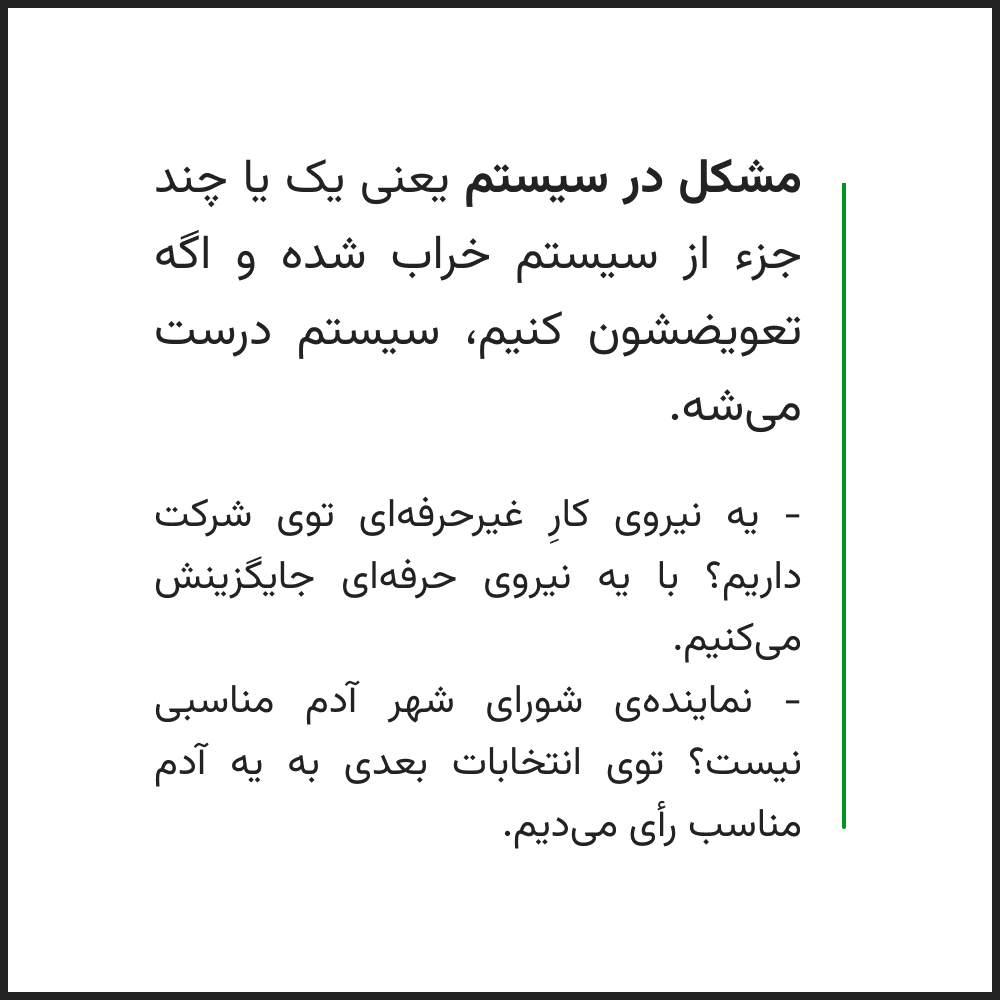 مشکل در سیستم یعنی یک یا چند
جزء از سیستم خراب شده و اگه
تعویضشون کنیم، سیستم درست
می‌شه.
- یه نیروی کارِ غیرحرفه‌ای توی شرکت
داریم؟ با یه نیروی حرفه‌ای جایگزینش
می‌کنیم.
- نماینده‌ی شورای شهر آدم مناسبی
نیست؟ توی انتخابات بعدی به یه آدم
مناسب رأی می‌دیم.